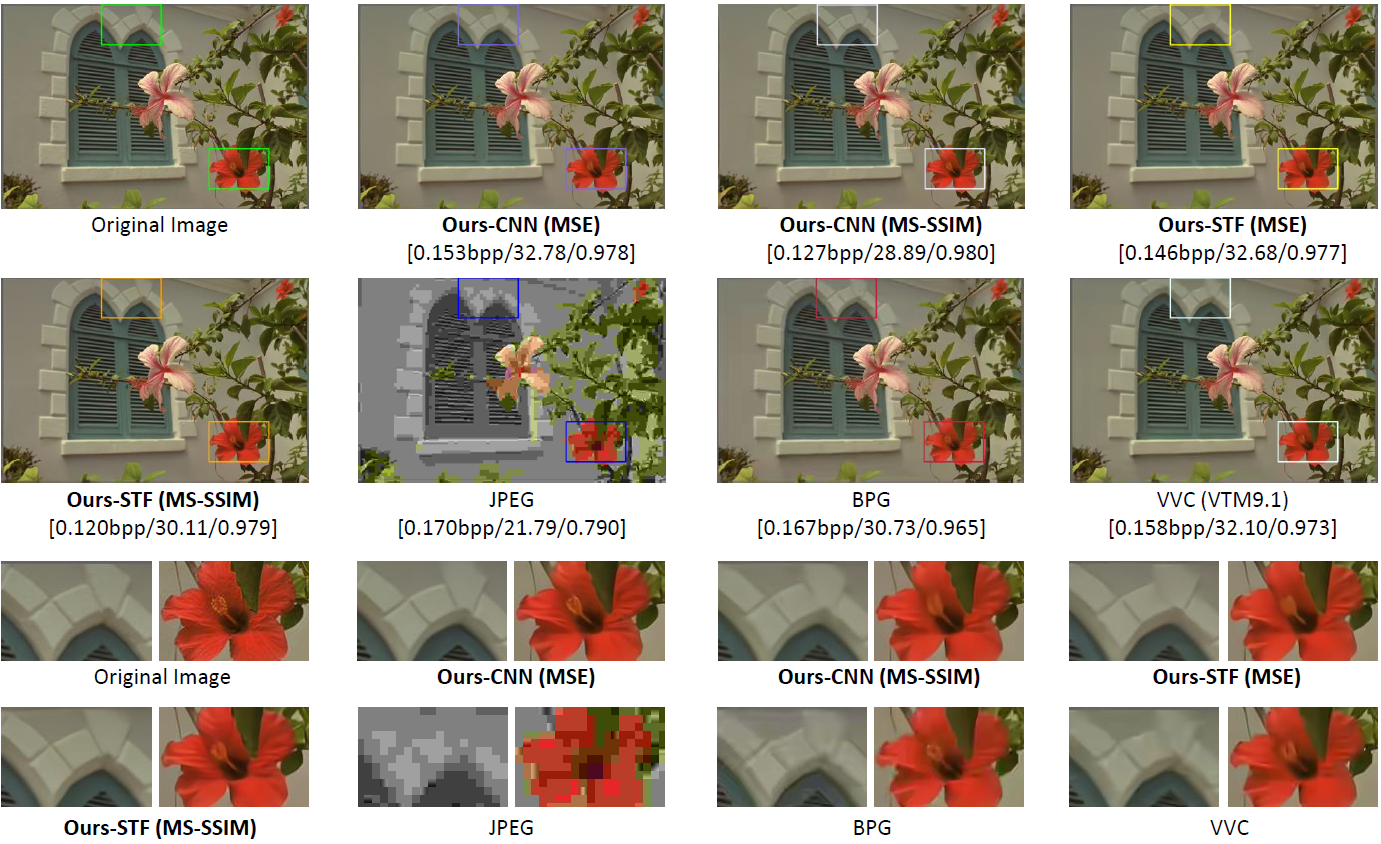 Original Image
Ours-CNN (MSE)
[0.153bpp/32.78/0.978]
Ours-CNN (MS-SSIM)
[0.127bpp/28.89/0.980]
Ours-STF (MSE)
[0.146bpp/32.68/0.977]
Ours-STF (MS-SSIM)
[0.120bpp/30.11/0.979]
JPEG
[0.170bpp/21.79/0.790]
BPG
[0.167bpp/30.73/0.965]
VVC (VTM9.1)
[0.158bpp/32.10/0.973]
Original Image
Ours-CNN (MSE)
Ours-CNN (MS-SSIM)
Ours-STF (MSE)
Ours-STF (MS-SSIM)
JPEG
BPG
VVC